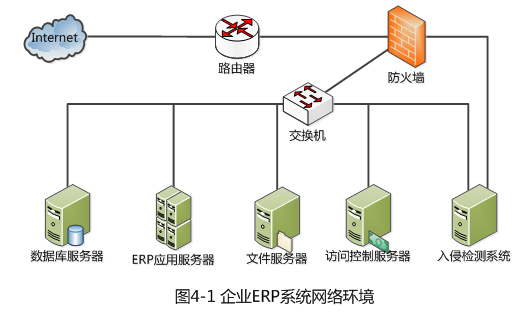 Internet
路由器
防火墙
交换机
数据库服务器
ERP应用服务器
文件服务器
访问控制服务器
入侵检测系统
图4-1 企业ERP系统网络环境